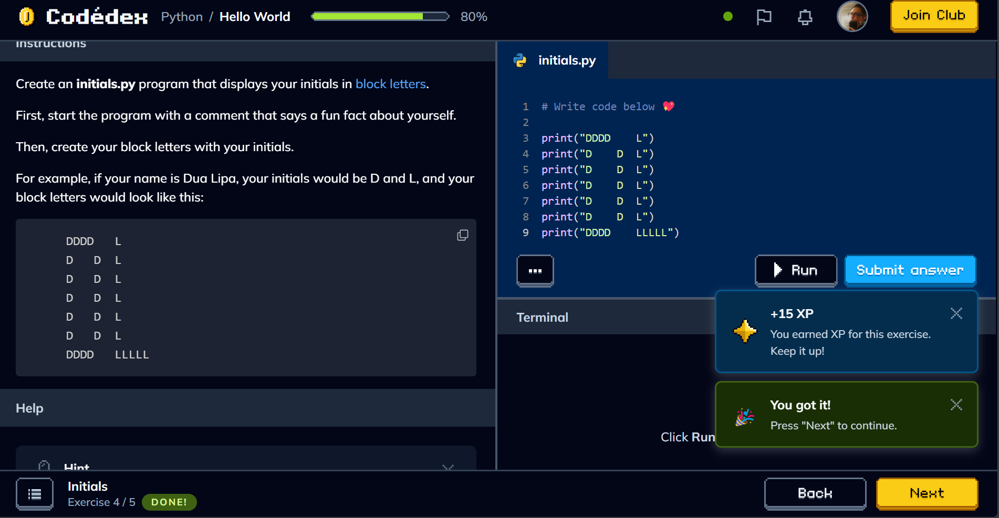 Codédex Python / Hello World 80% Join Club
Instructions
Create an initials.py program that displays your initials in block letters.
First, start the program with a comment that says a fun fact about yourself.
Then, create your block letters with your initials.
For example, if your name is Dua Lipa, your initials would be D and L, and your
block letters would look like this:
DDDD   L
D   D  L
D   D  L
D   D  L
D   D  L
D   D  L
DDDD   LLLLL
Help
Hint
initials.py
1 # Write code below 💖
2
3 print("DDDD    L")
4 print("D    D  L")
5 print("D    D  L")
6 print("D    D  L")
7 print("D    D  L")
8 print("D    D  L")
9 print("DDDD    LLLLL")
... Run Submit answer
Terminal
+15 XP
You earned XP for this exercise.
Keep it up!
You got it!
Press "Next" to continue.
Click Run
Initials
Exercise 4 / 5 DONE!
Back Next